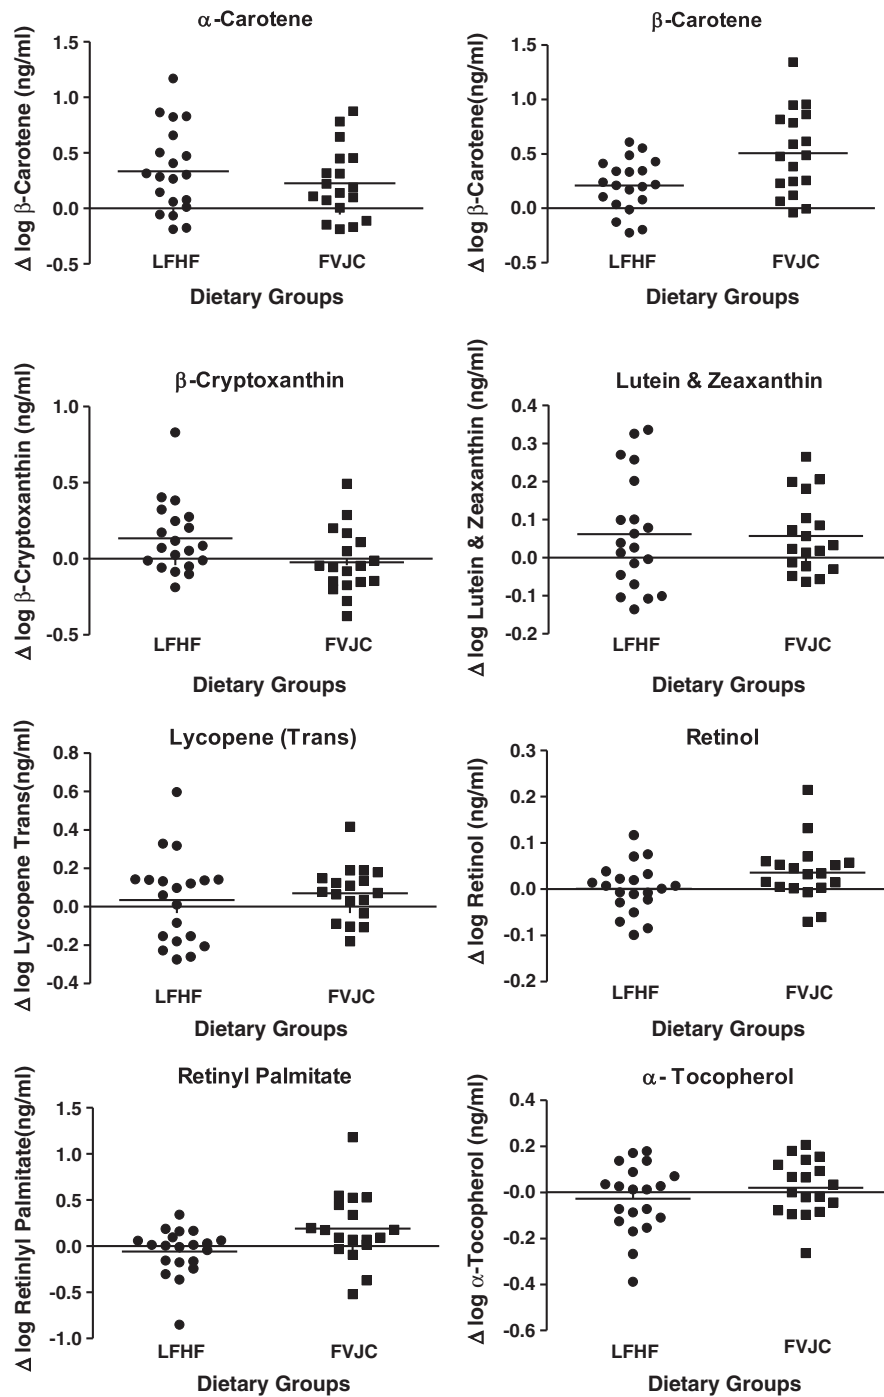 α-Carotene
Δ log β-Carotene (ng/ml)
1.5
1.0
0.5
0.0
-0.5
LFHF
FVJC
Dietary Groups
β-Carotene
Δ log β-Carotene(ng/ml)
1.5
1.0
0.5
0.0
-0.5
LFHF
FVJC
Dietary Groups
β-Cryptoxanthin
Δ log β-Cryptoxanthin (ng/ml)
1.0
0.5
0.0
-0.5
LFHF
FVJC
Dietary Groups
Lutein & Zeaxanthin
Δ log Lutein & Zeaxanthin (ng/ml)
0.4
0.3
0.2
0.1
0.0
-0.1
-0.2
LFHF
FVJC
Dietary Groups
Lycopene (Trans)
Δ log Lycopene Trans(ng/ml)
0.8
0.6
0.4
0.2
0.0
-0.2
-0.4
LFHF
FVJC
Dietary Groups
Retinol
Δ log Retinol (ng/ml)
0.3
0.2
0.1
0.0
-0.1
-0.2
LFHF
FVJC
Dietary Groups
Retinyl Palmitate
Δ log Retinlyl Palmitate(ng/ml)
1.5
1.0
0.5
0.0
-0.5
-1.0
LFHF
FVJC
Dietary Groups
α- Tocopherol
Δ log α-Tocopherol (ng/ml)
0.4
0.2
-0.0
-0.2
-0.4
-0.6
LFHF
FVJC
Dietary Groups